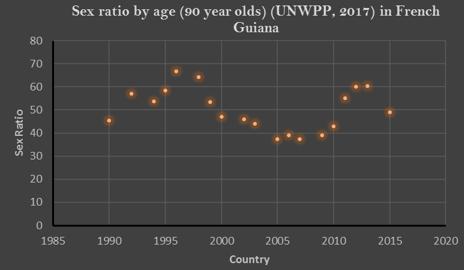 Sex ratio by age (90 year olds) (UNWPP, 2017) in French
Guiana
80
70
60
50
40
30
20
10
0
Sex Ratio
1985 1990 1995 2000 2005 2010 2015 2020
Country